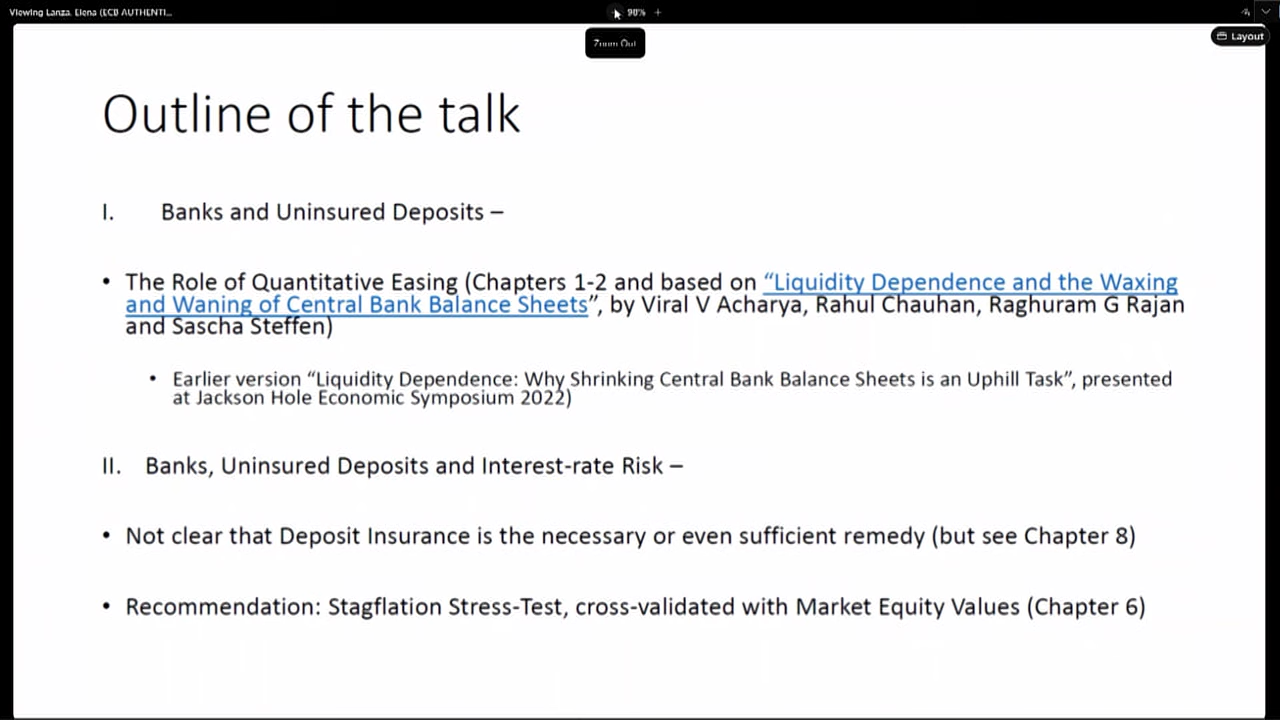 Viewing Lanza, Elena (ECB AUTHENTI...
90%
Zoom Out
Layout
Outline of the talk
I. Banks and Uninsured Deposits –
• The Role of Quantitative Easing (Chapters 1-2 and based on “Liquidity Dependence and the Waxing
and Waning of Central Bank Balance Sheets”, by Viral V Acharya, Rahul Chauhan, Raghuram G Rajan
and Sascha Steffen)
• Earlier version “Liquidity Dependence: Why Shrinking Central Bank Balance Sheets is an Uphill Task”, presented
at Jackson Hole Economic Symposium 2022)
II. Banks, Uninsured Deposits and Interest-rate Risk –
• Not clear that Deposit Insurance is the necessary or even sufficient remedy (but see Chapter 8)
• Recommendation: Stagflation Stress-Test, cross-validated with Market Equity Values (Chapter 6)